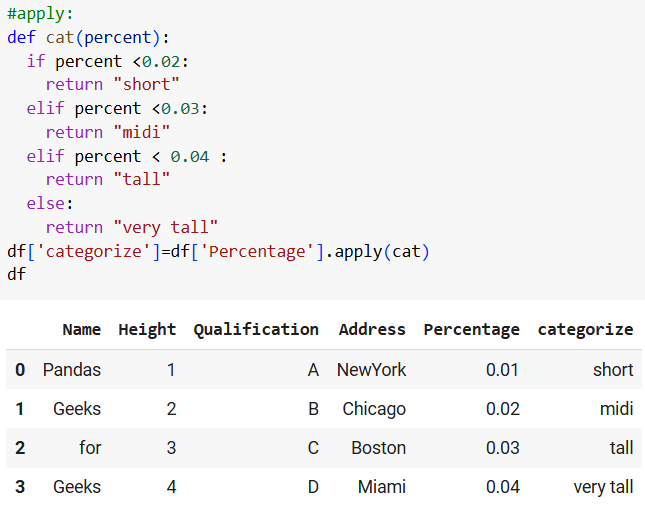 #apply:
def cat(percent):
  if percent <0.02:
    return "short"
  elif percent <0.03:
    return "midi"
  elif percent < 0.04 :
    return "tall"
  else:
    return "very tall"
df['categorize']=df['Percentage'].apply(cat)
df
Name Height Qualification Address Percentage categorize
0 Pandas 1 A NewYork 0.01 short
1 Geeks 2 B Chicago 0.02 midi
2 for 3 C Boston 0.03 tall
3 Geeks 4 D Miami 0.04 very tall